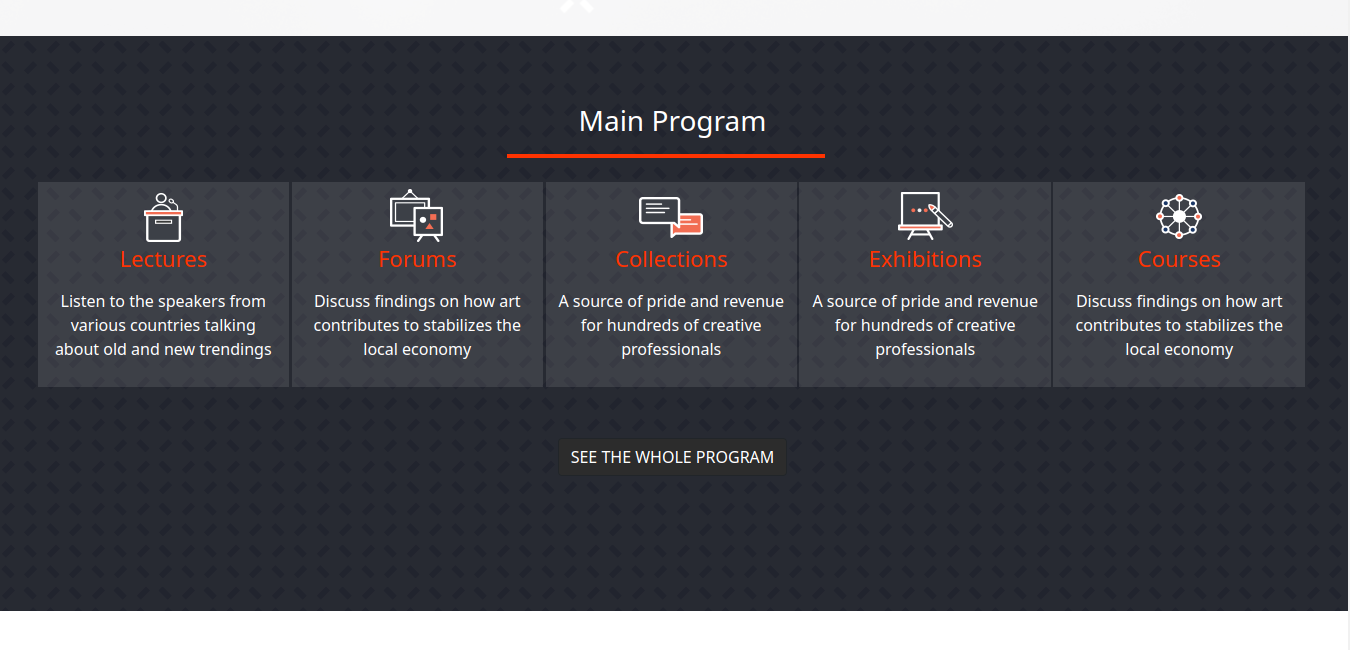 Main Program
Lectures
Listen to the speakers from
various countries talking
about old and new trendings
Forums
Discuss findings on how art
contributes to stabilizes the
local economy
Collections
A source of pride and revenue
for hundreds of creative
professionals
Exhibitions
A source of pride and revenue
for hundreds of creative
professionals
Courses
Discuss findings on how art
contributes to stabilizes the
local economy
SEE THE WHOLE PROGRAM